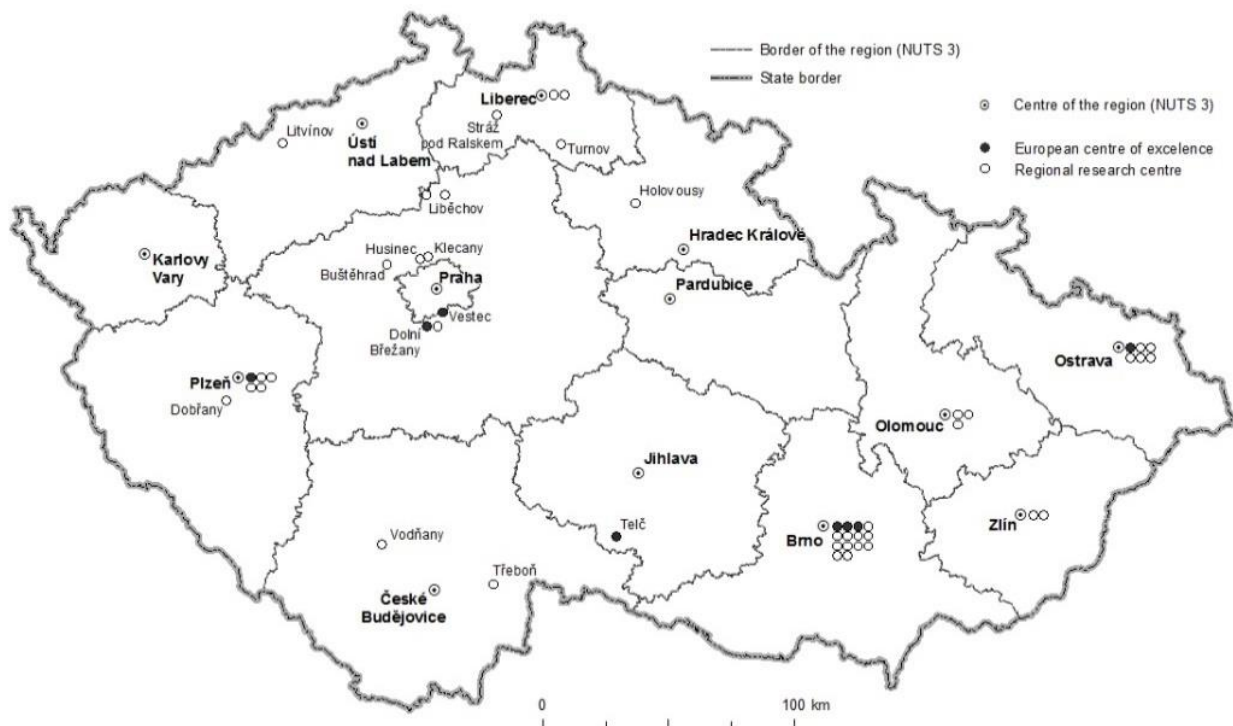 Border of the region (NUTS 3)
State border
Centre of the region (NUTS 3)
European centre of excelence
Regional research centre
Liberec
Litvínov
Ústí
nad Labem
Stráž
pod Ralskem
Turnov
Liběchov
Holovousy
Karlovy
Vary
Husinec
Klecany
Buštěhrad
Praha
Hradec Králové
Pardubice
Vestec
Dolní
Břežany
Ostrava
Plzeň
Dobřany
Olomouc
Jihlava
Telč
Brno
Zlín
Vodňany
Třeboň
České
Budějovice
0
100 km